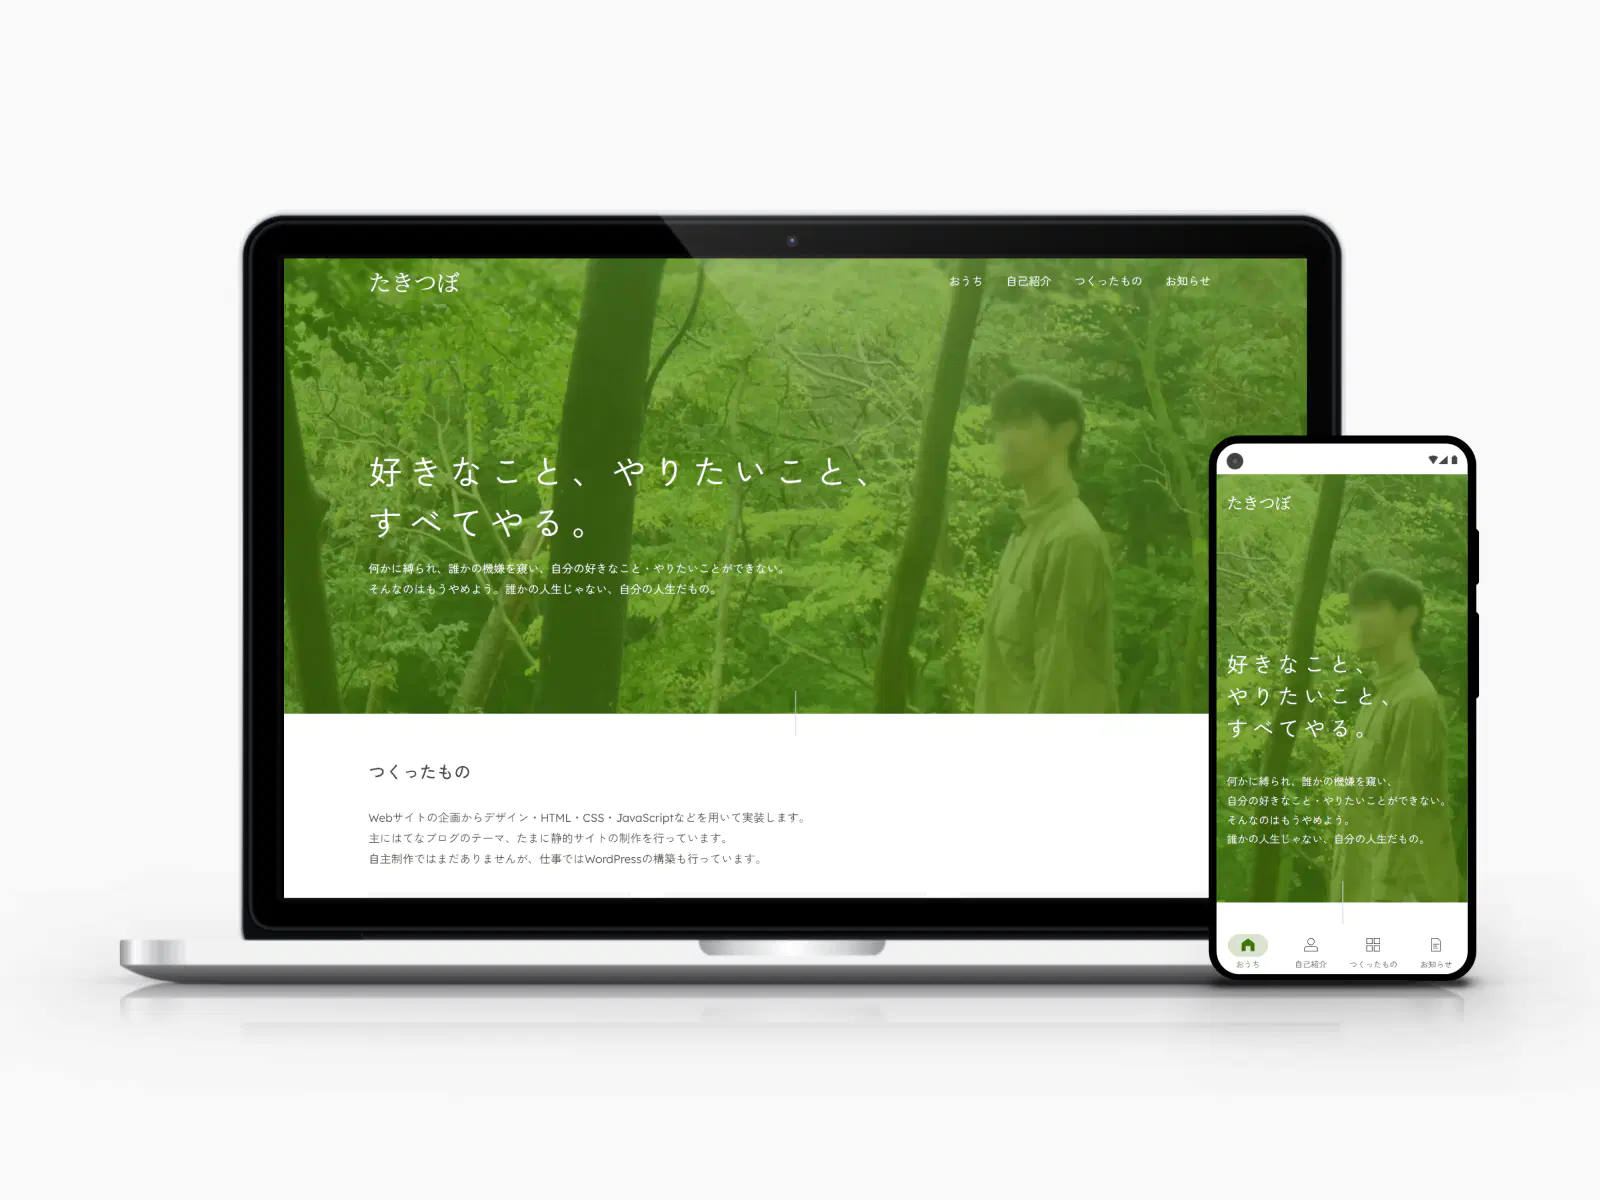 たきつぼ
おうち 自己紹介 つくったもの お知らせ
好きなこと、やりたいこと、
すべてやる。
何かに縛られ、誰かの機嫌を窺い、自分の好きなこと・やりたいことができない。
そんなのはもうやめよう。誰かの人生じゃない、自分の人生だもの。
つくったもの
Webサイトの企画からデザイン・HTML・CSS・JavaScriptなどを用いて実装します。
主にはてなブログのテーマ、たまに静的サイトの制作を行っています。
自主制作ではまだありませんが、仕事ではWordPressの構築も行っています。
たきつぼ
好きなこと、
やりたいこと、
すべてやる。
何かに縛られ、誰かの機嫌を窺い、
自分の好きなこと・やりたいことができない。
そんなのはもうやめよう。
誰かの人生じゃない、自分の人生だもの。
おうち 自己紹介 つくったもの お知らせ